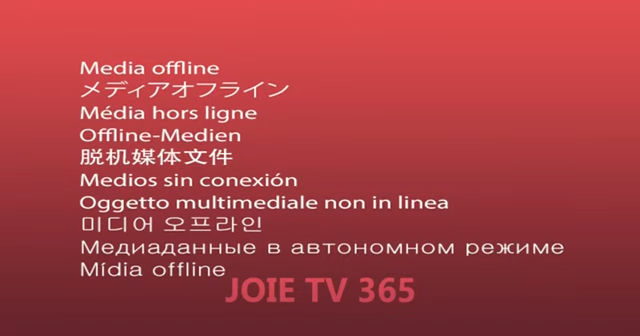 Media offline
メディアオフライン
Média hors ligne
Offline-Medien
脱机媒体文件
Medios sin conexión
Oggetto multimediale non in linea
미디어 오프라인
Медиаданные в автономном режиме
Mídia offline
JOIE TV 365